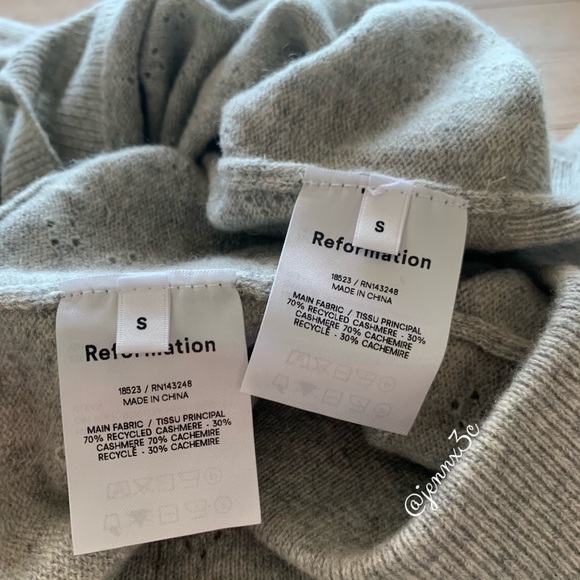 S
Reformation
18523 / RN143248
MADE IN CHINA
MAIN FABRIC / TISSU PRINCIPAL
70% RECYCLED CASHMERE - 30%
CASHMERE 70% CACHEMIRE
RECYCLÉ - 30% CACHEMIRE
S
Reformation
18523 / RN143248
MADE IN CHINA
MAIN FABRIC / TISSU PRINCIPAL
70% RECYCLED CASHMERE - 30%
CASHMERE 70% CACHEMIRE
RECYCLÉ - 30% CACHEMIRE
@jennx3c